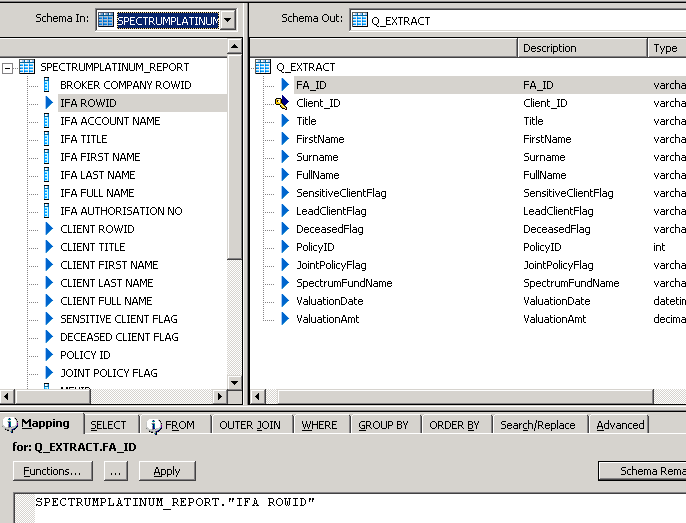 Schema In: SPECTRUMPLATINUM
SPECTRUMPLATINUM_REPORT
BROKER COMPANY ROWID
IFA ROWID
IFA ACCOUNT NAME
IFA TITLE
IFA FIRST NAME
IFA LAST NAME
IFA FULL NAME
IFA AUTHORISATION NO
CLIENT ROWID
CLIENT TITLE
CLIENT FIRST NAME
CLIENT LAST NAME
CLIENT FULL NAME
SENSITIVE CLIENT FLAG
DECEASED CLIENT FLAG
POLICY ID
JOINT POLICY FLAG
Schema Out: Q_EXTRACT
Description Type
Q_EXTRACT
FA_ID FA_ID varcha
Client_ID Client_ID varcha
Title Title varcha
FirstName FirstName varcha
Surname Surname varcha
FullName FullName varcha
SensitiveClientFlag SensitiveClientFlag varcha
LeadClientFlag LeadClientFlag varcha
DeceasedFlag DeceasedFlag varcha
PolicyID PolicyID int
JointPolicyFlag JointPolicyFlag varcha
SpectrumFundName SpectrumFundName varcha
ValuationDate ValuationDate datetim
ValuationAmt ValuationAmt decima
Mapping SELECT FROM OUTER JOIN WHERE GROUP BY ORDER BY Search/Replace Advanced
for: Q_EXTRACT.FA_ID
Functions... ... Apply Schema Rema
SPECTRUMPLATINUM_REPORT."IFA ROWID"